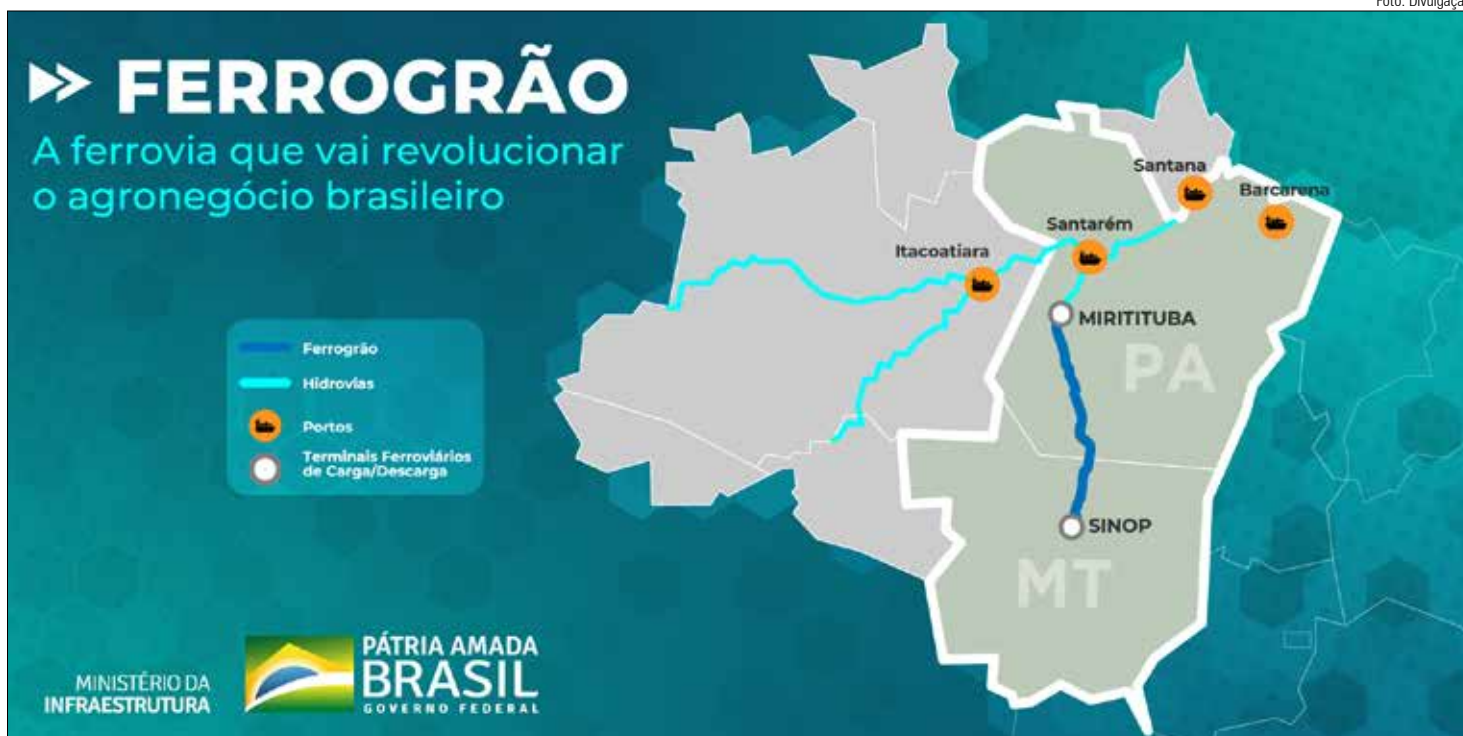 Foto: Divulgaçã
FERROGRÃO
A ferrovia que vai revolucionar
o agronegócio brasileiro
Santana
Barcarena
Santarém
Itacoatiara
MIRITITUBA
PA
Ferrogrão
Hidrovias
Portos
Terminais Ferroviários
de Carga/Descarga
SINOP
MT
MINISTÉRIO DA
INFRAESTRUTURA
PÁTRIA AMADA
BRASIL
GOVERNO FEDERAL